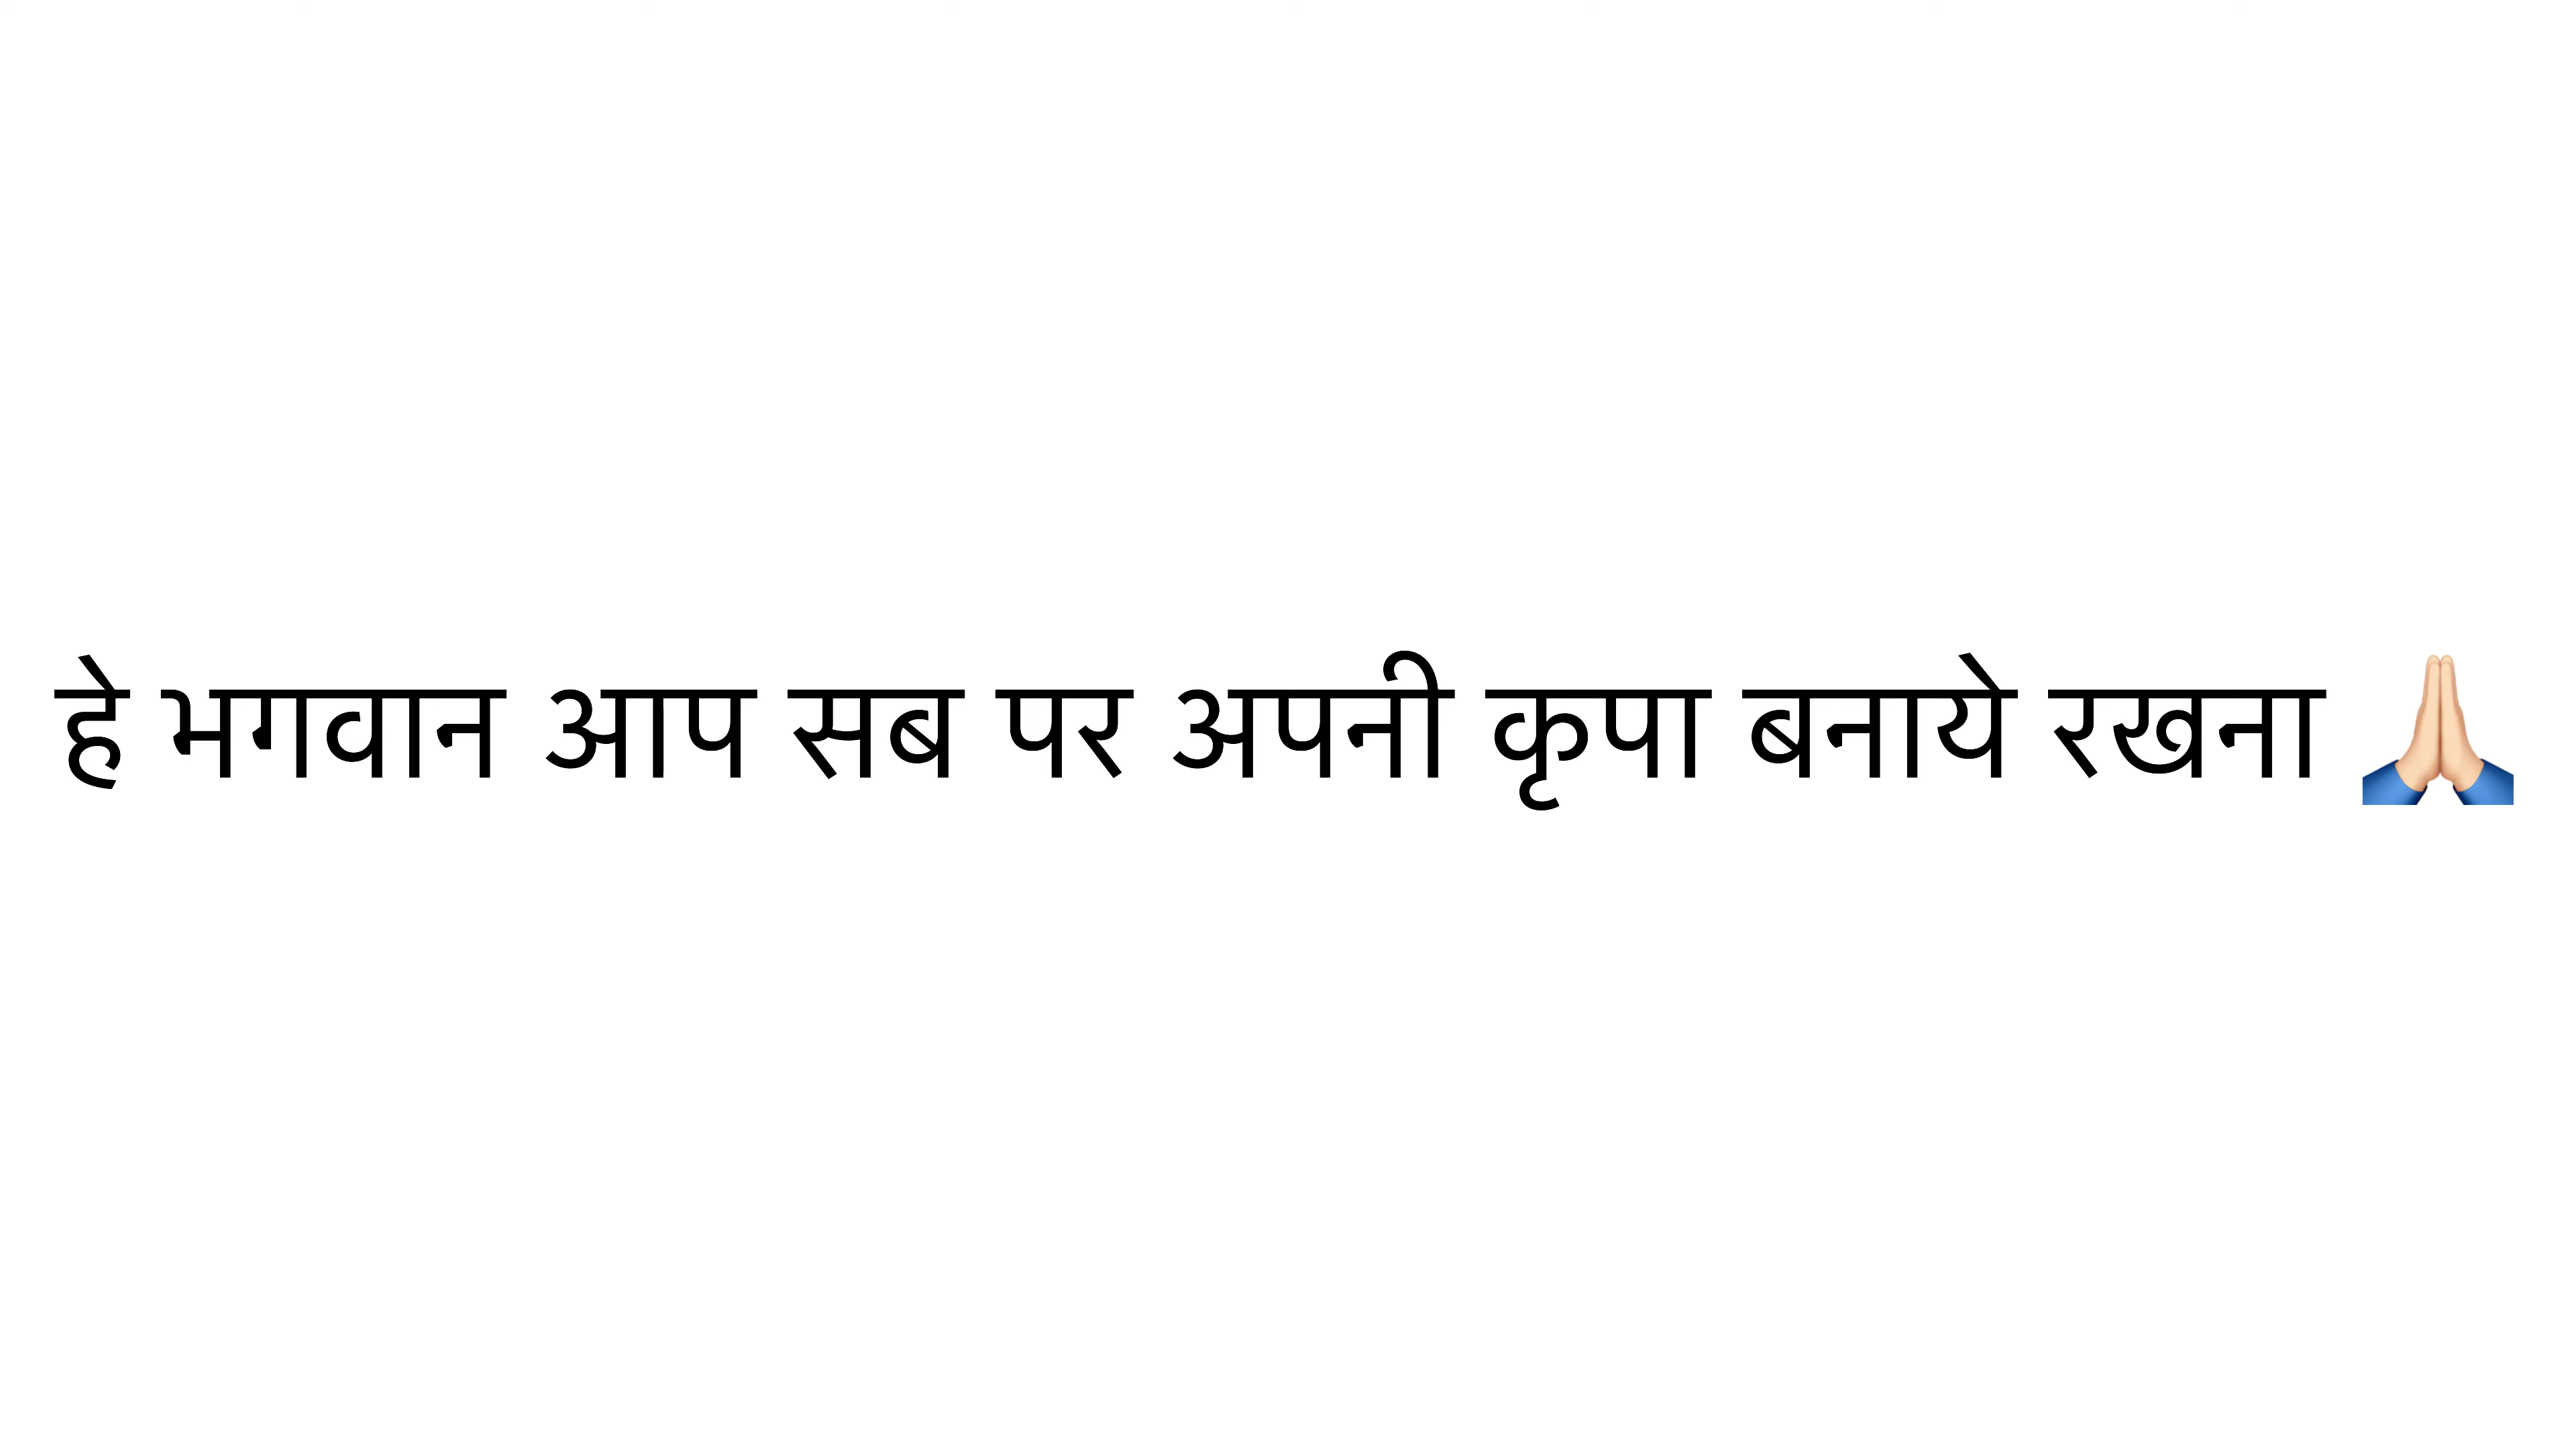 हे भगवान आप सब पर अपनी कृपा बनाये रखना 🙏🏻